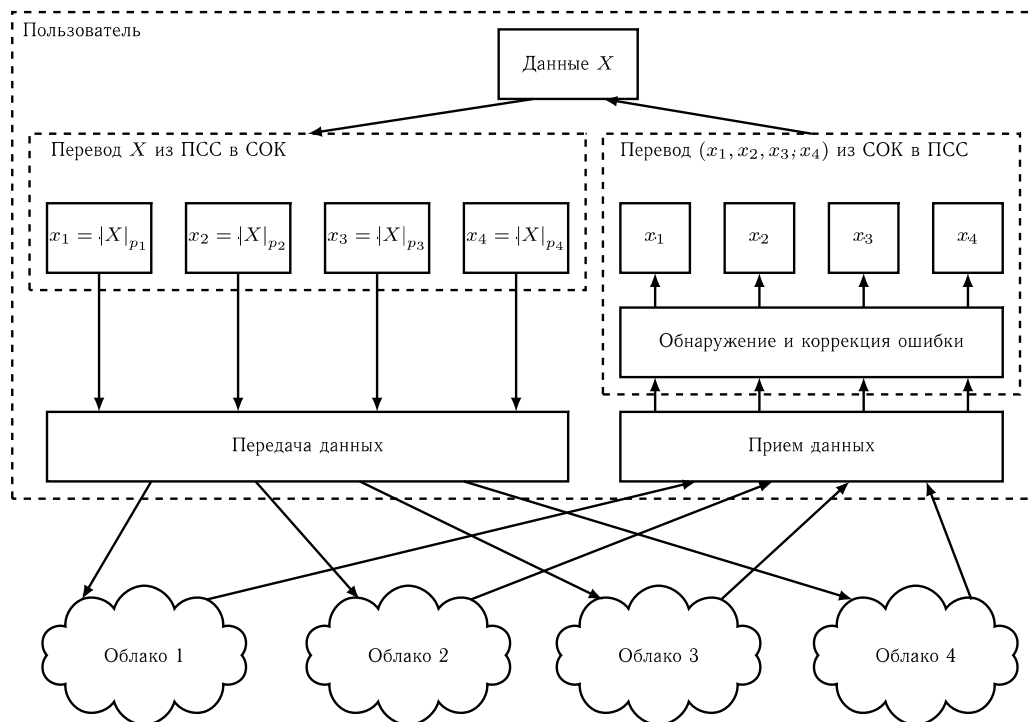 Пользователь
Данные X
Перевод X из ПСС в СОК
Перевод (x₁, x₂, x₃, x₄) из СОК в ПСС
x₁ = |X|ₚ₁
x₂ = |X|ₚ₂
x₃ = |X|ₚ₃
x₄ = |X|ₚ₄
x₁
x₂
x₃
x₄
Обнаружение и коррекция ошибки
Передача данных
Прием данных
Облако 1
Облако 2
Облако 3
Облако 4